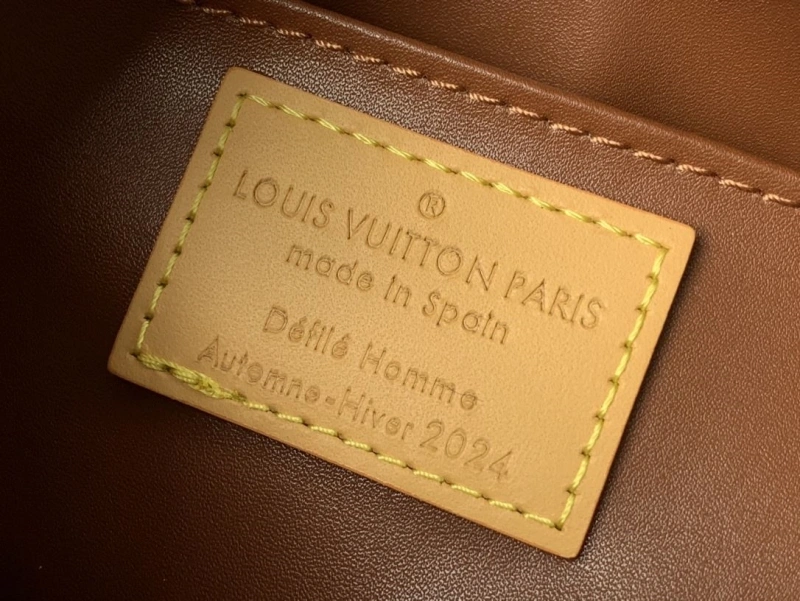 ®
LOUIS VUITTON PARIS
made in Spain
Défilé Homme
Automne-Hiver 2024